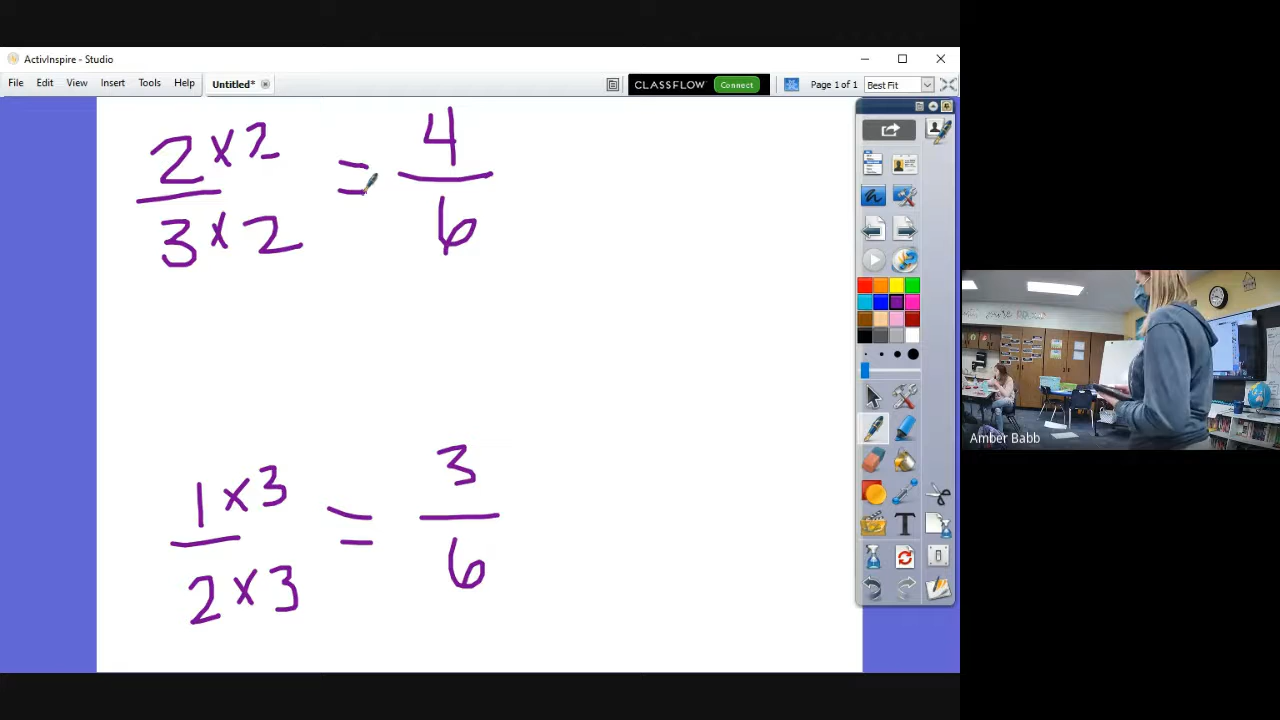 ActivInspire - Studio
File Edit View Insert Tools Help Untitled* CLASSFLOW Connect Page 1 of 1 Best Fit
2 x 2 = 4
3 x 2 6
1 x 3 = 3
2 x 3 6
T
Amber Babb